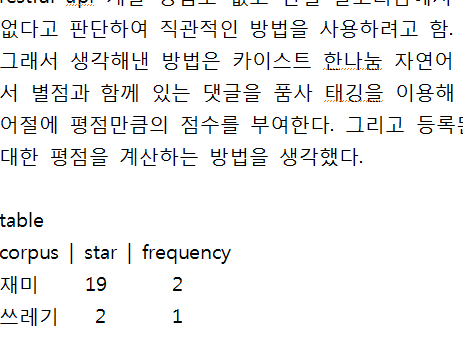 없다고 판단하여 직관적인 방법을 사용하려고 함.
그래서 생각해낸 방법은 카이스트 한나눔 자연어
서 별점과 함께 있는 댓글을 품사 태깅을 이용해
어절에 평점만큼의 점수를 부여한다. 그리고 등록된
대한 평점을 계산하는 방법을 생각했다.
table
corpus | star | frequency
재미 19 2
쓰레기 2 1